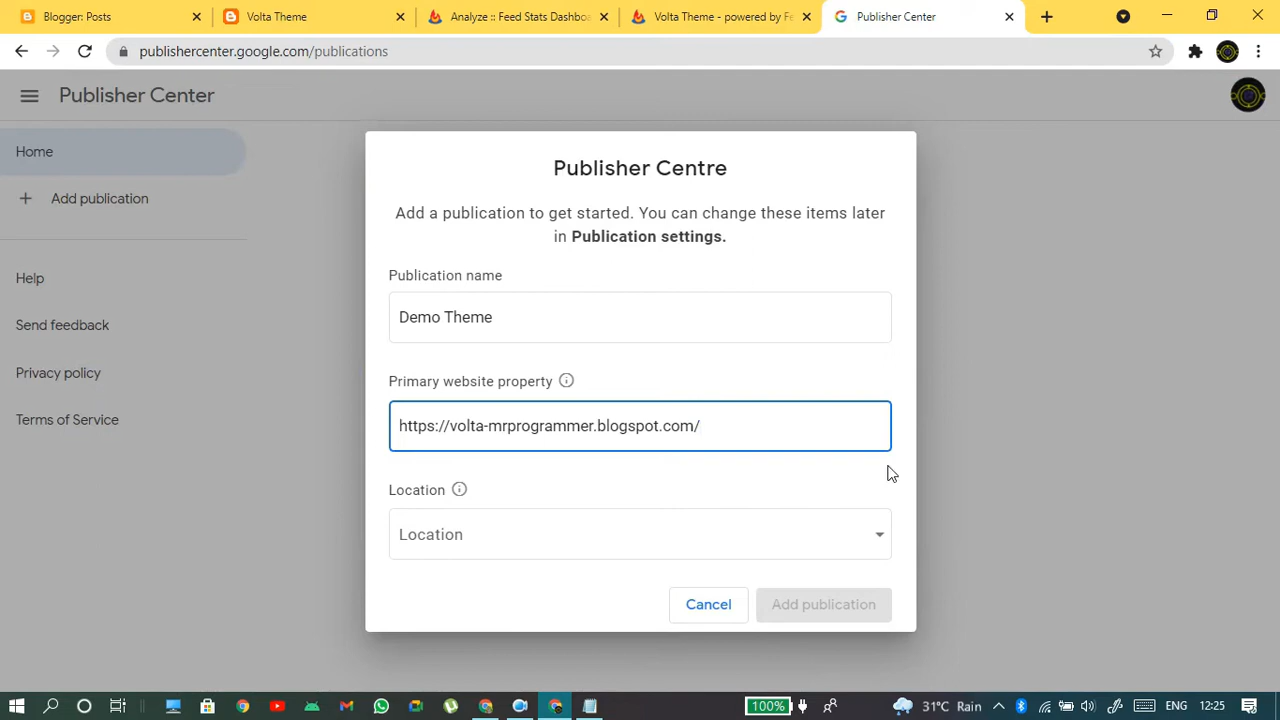 Blogger: Posts
Volta Theme
Analyze :: Feed Stats Dashbo
Volta Theme - powered by Fe
Publisher Center
publishercenter.google.com/publications
Publisher Center
Home
Add publication
Help
Send feedback
Privacy policy
Terms of Service
Publisher Centre
Add a publication to get started. You can change these items later
in Publication settings.
Publication name
Demo Theme
Primary website property
https://volta-mrprogrammer.blogspot.com/
Location
Location
Cancel
Add publication
100%
31°C Rain
ENG
12:25